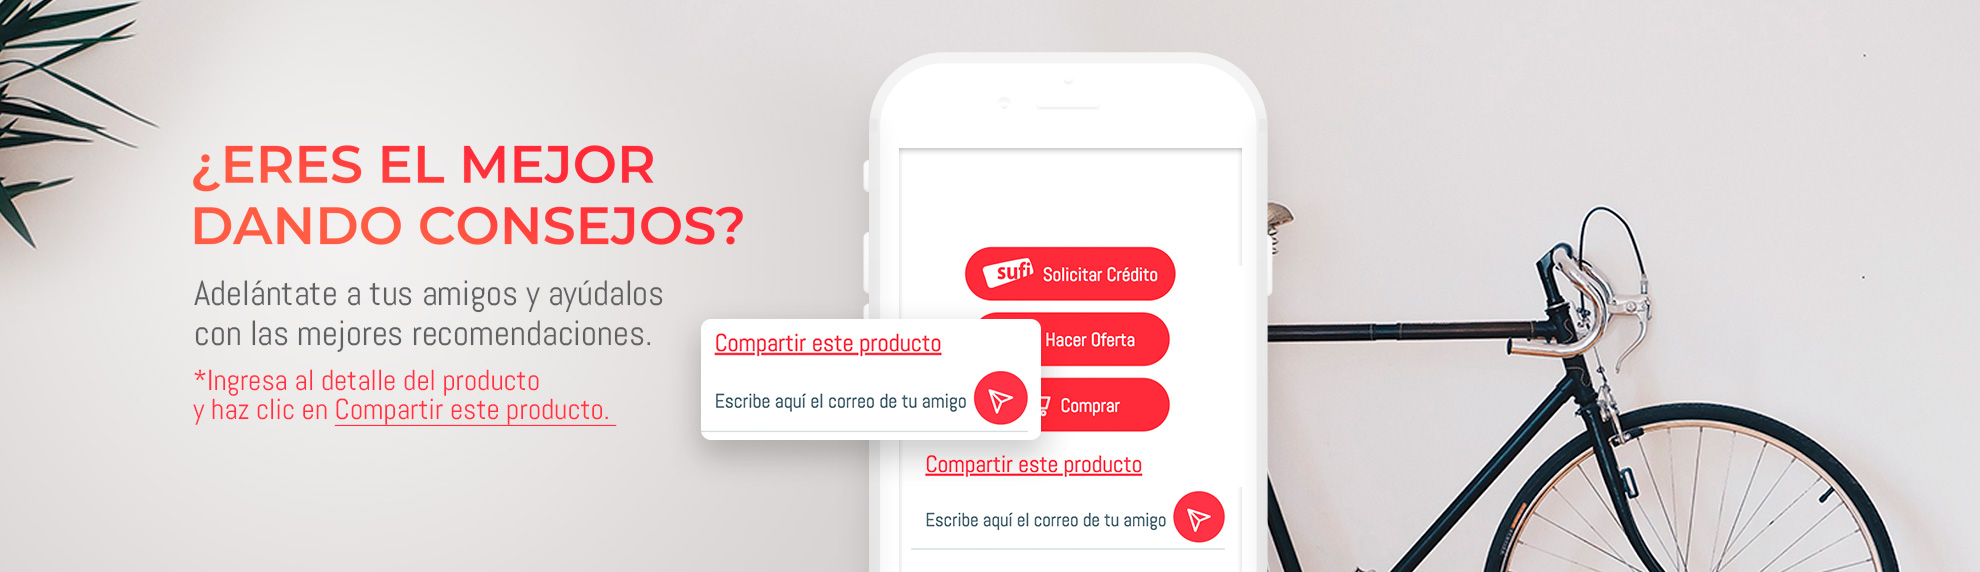 ¿ERES EL MEJOR
DANDO CONSEJOS?
Adelántate a tus amigos y ayúdalos
con las mejores recomendaciones.
*Ingresa al detalle del producto
y haz clic en Compartir este producto.
Compartir este producto
Escribe aquí el correo de tu amigo
sufi Solicitar Crédito
Hacer Oferta
Comprar
Compartir este producto
Escribe aquí el correo de tu amigo